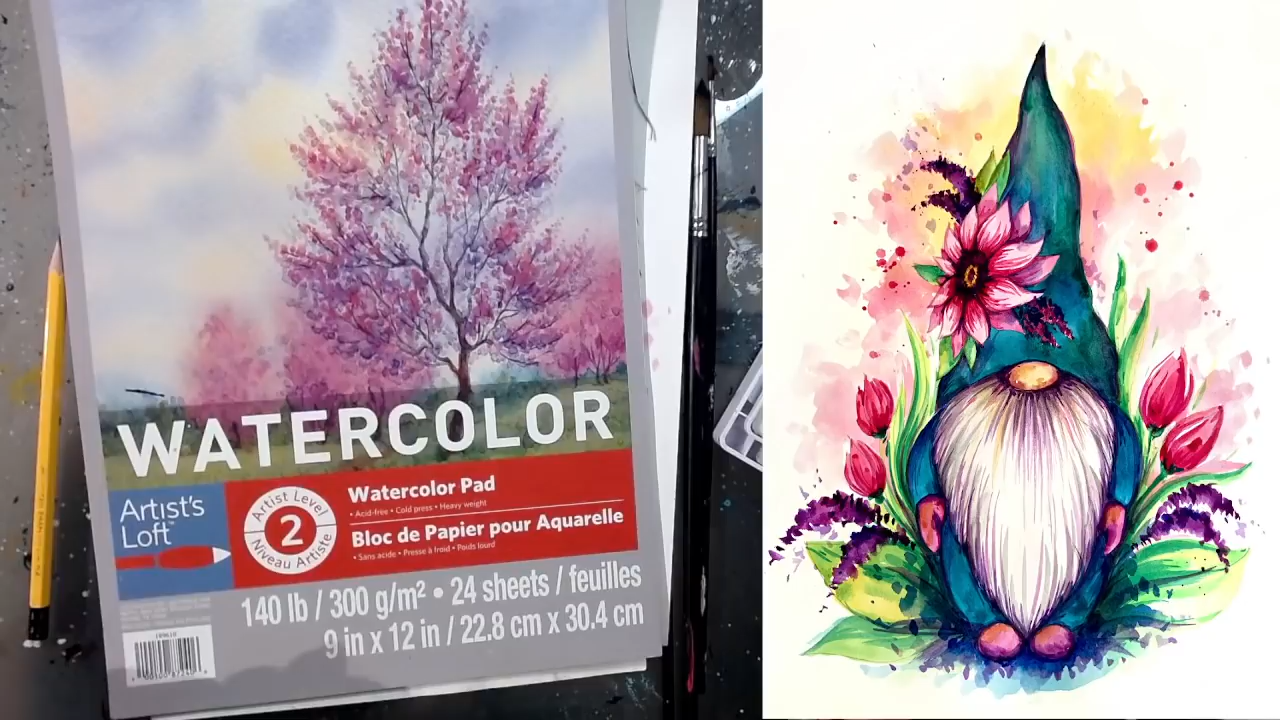 WATERCOLOR
Artist's
Loft™
Artist Level
2
Niveau Artiste
Watercolor Pad
• Acid-free • Cold press • Heavy weight
Bloc de Papier pour Aquarelle
• Sans acide • Presse à froid • Poids lourd
140 lb / 300 g/m² • 24 sheets / feuilles
9 in x 12 in / 22.8 cm x 30.4 cm